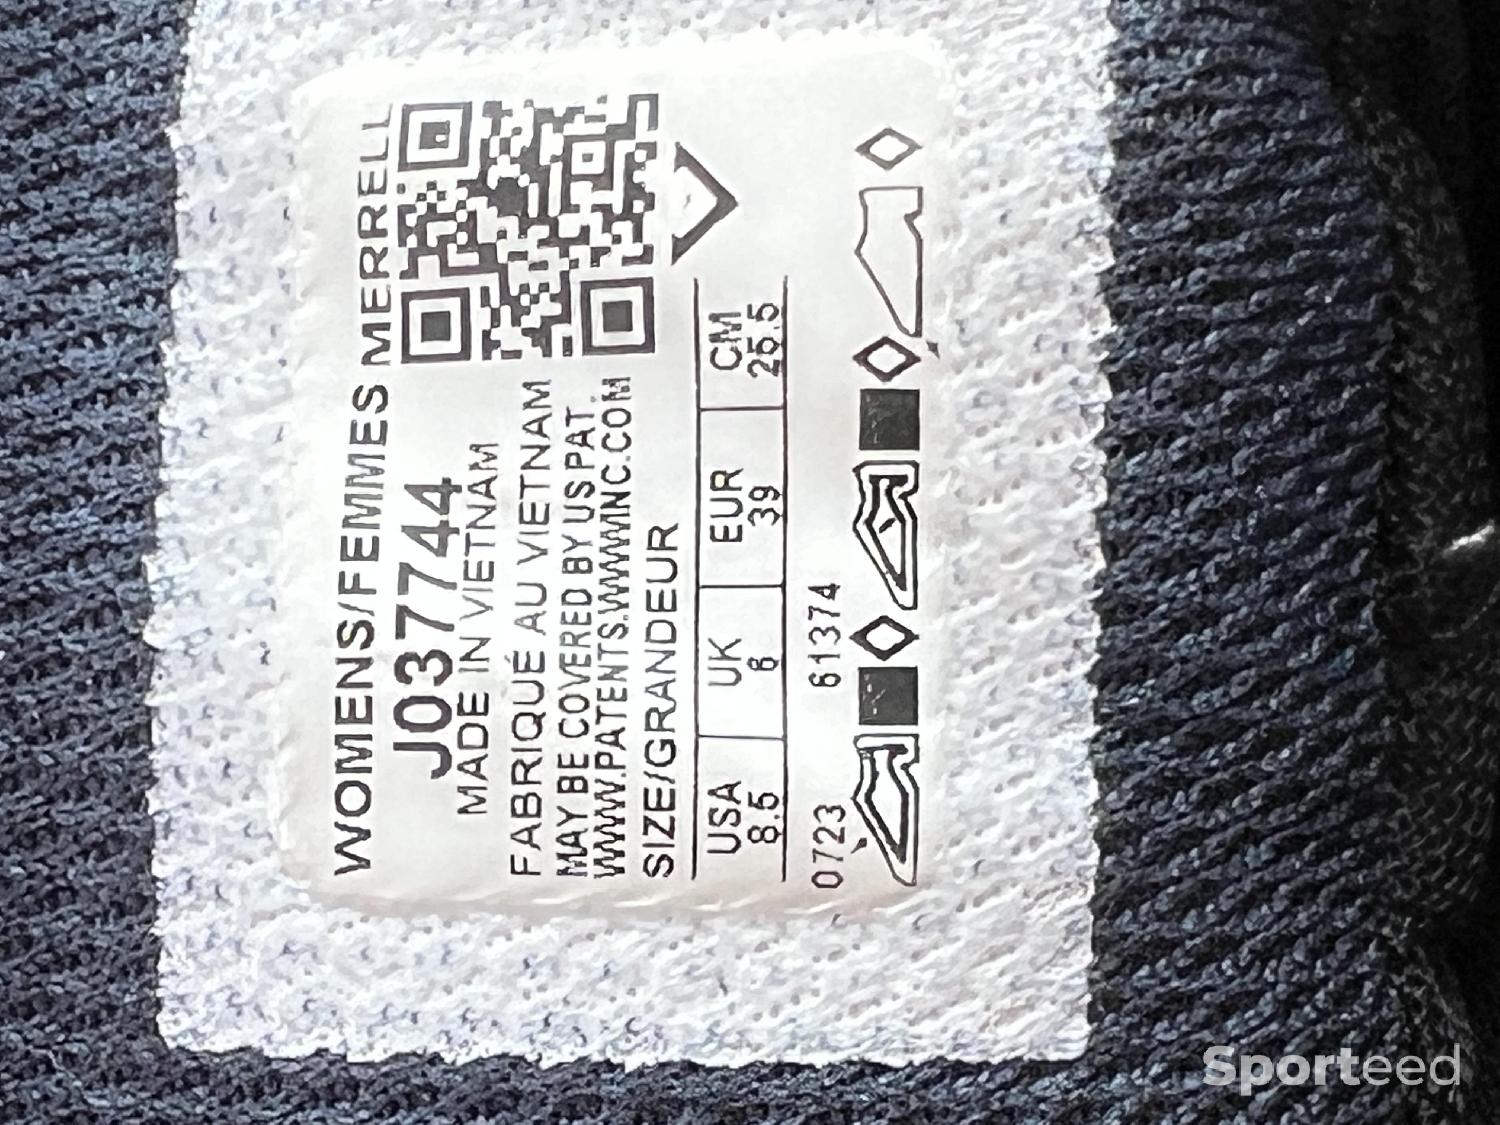 WOMENS/FEMMES MERRELL
J037744
MADE IN VIETNAM
FABRIQUÉ AU VIETNAM
MAY BE COVERED BY US PAT.
WWW.PATENTS.WWWINC.COM
SIZE/GRANDEUR
USA UK EUR CM
8.5 6 39 25.5
0723 61374
Sporteed